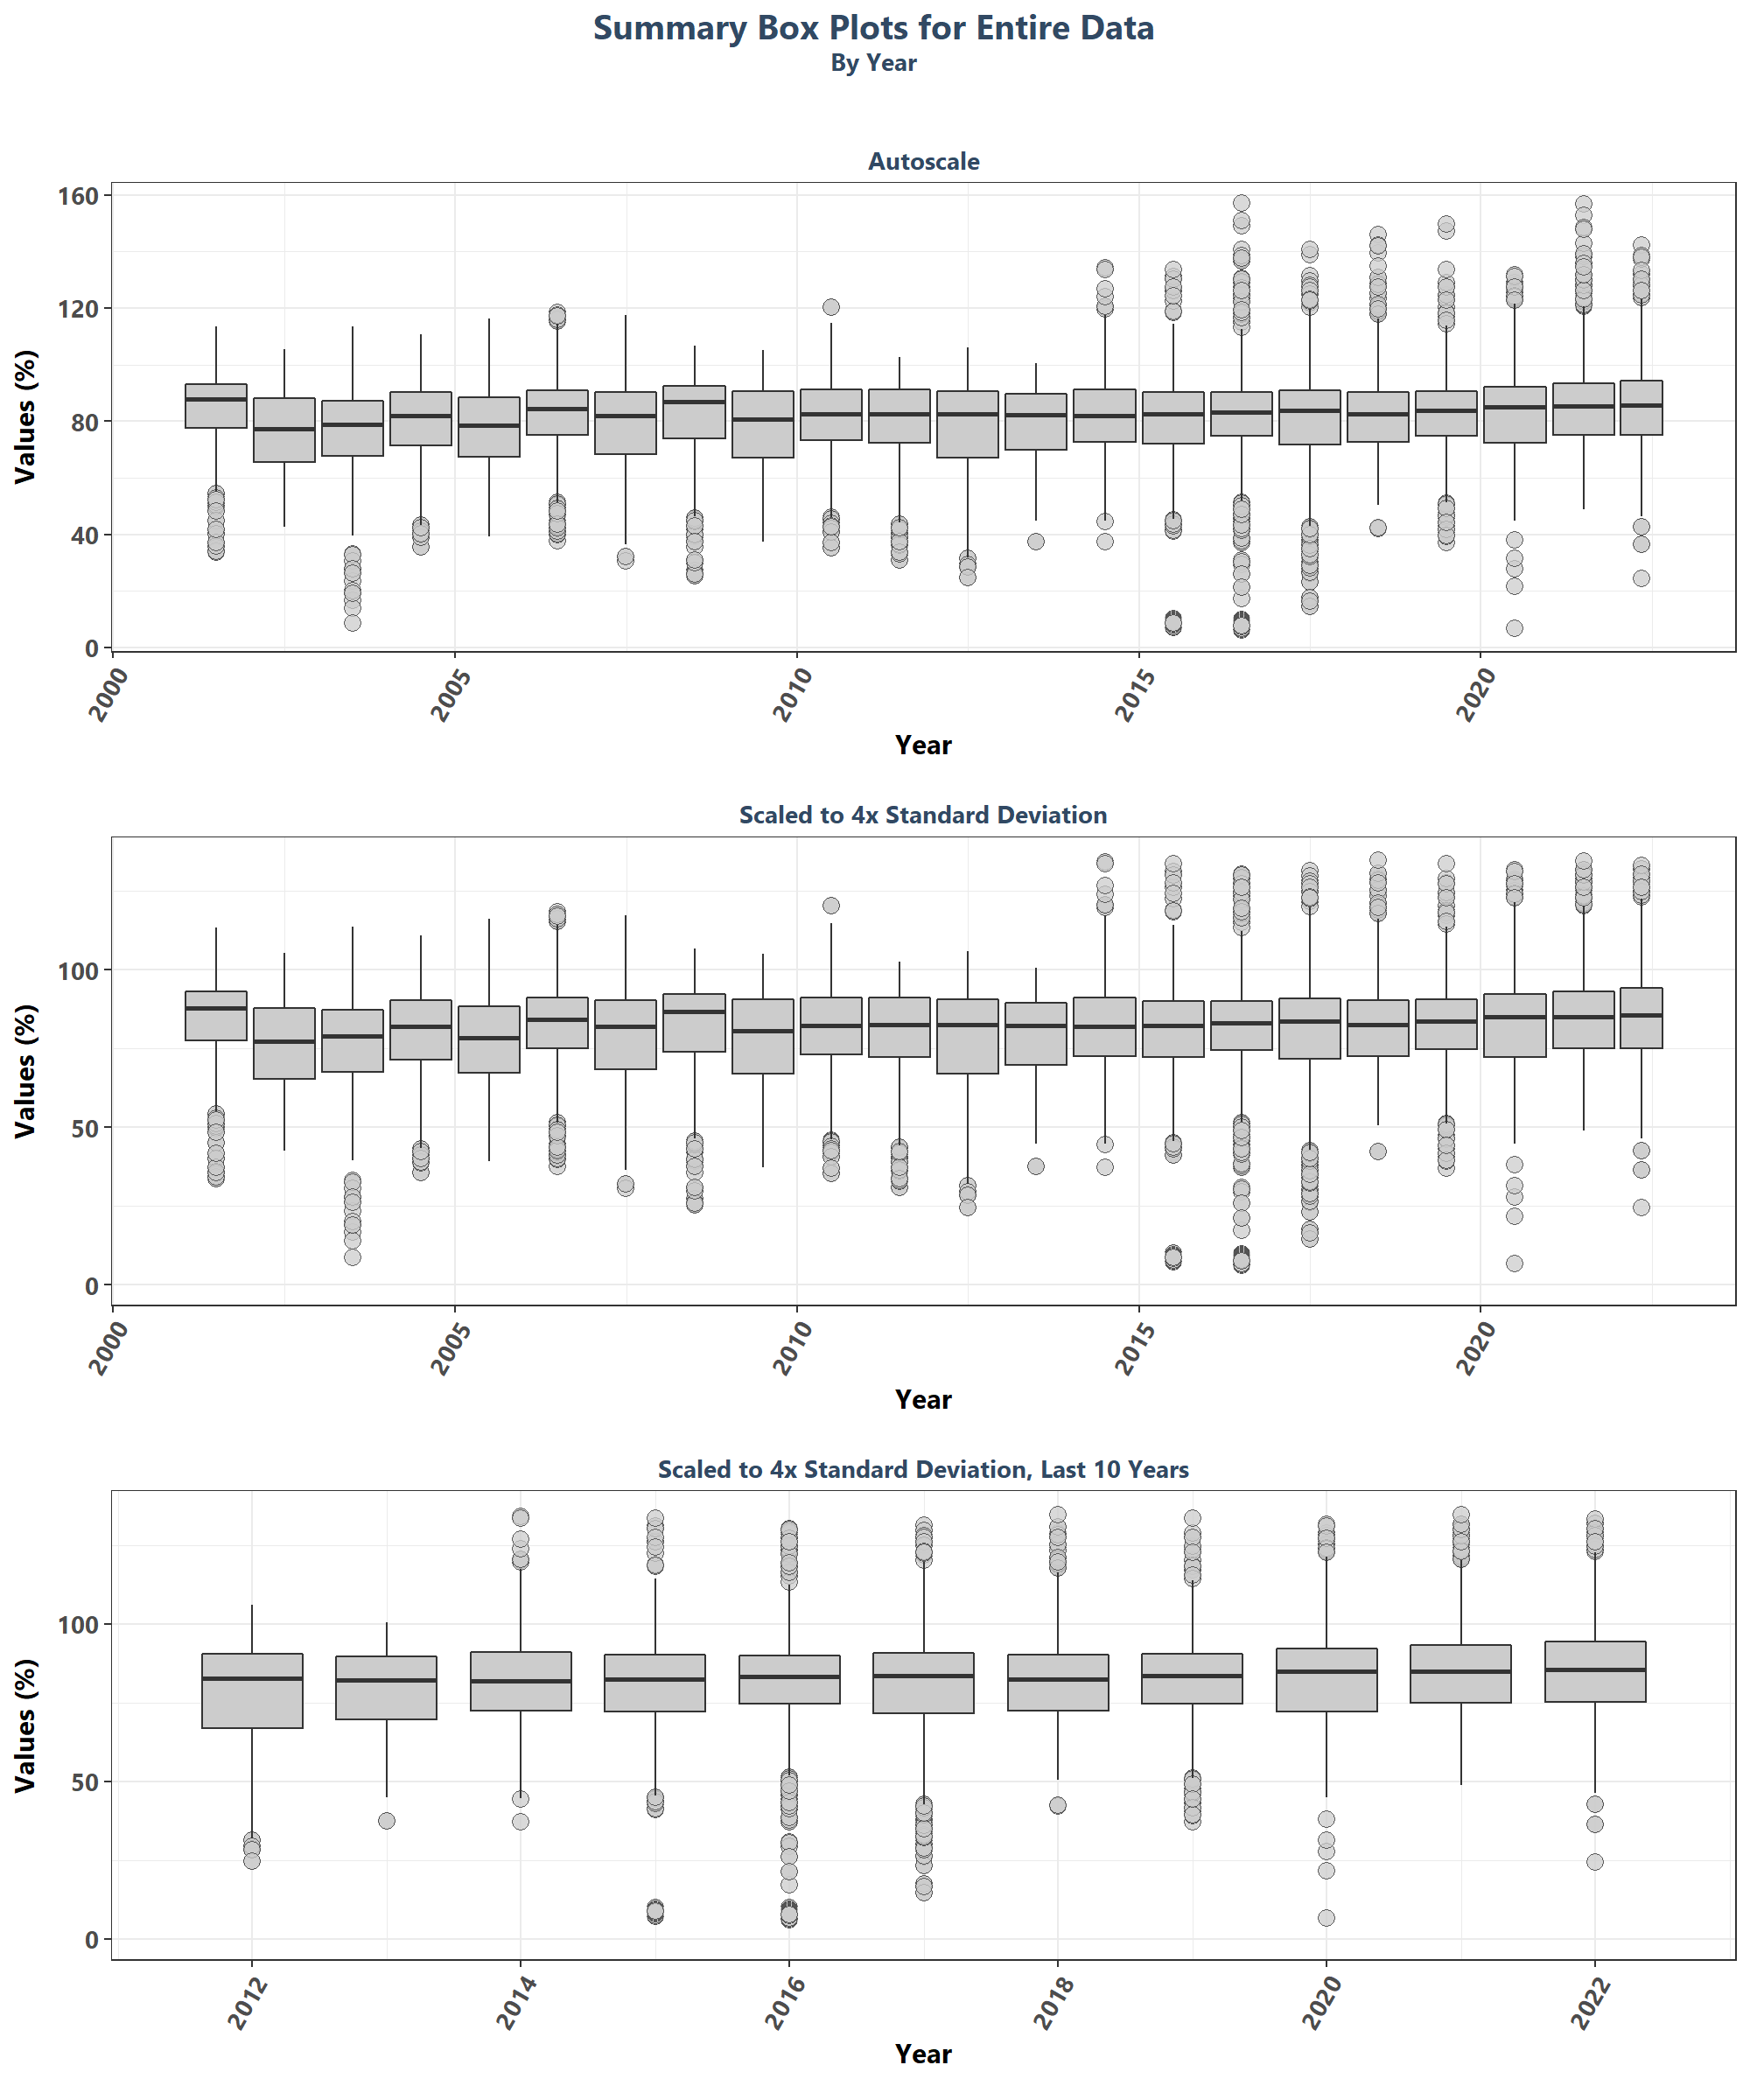 Summary Box Plots for Entire Data
By Year
Autoscale
Values (%)
160
120
80
40
0
2000
2005
2010
2015
2020
Year
Scaled to 4x Standard Deviation
Values (%)
100
50
0
2000
2005
2010
2015
2020
Year
Scaled to 4x Standard Deviation, Last 10 Years
Values (%)
100
50
0
2012
2014
2016
2018
2020
2022
Year